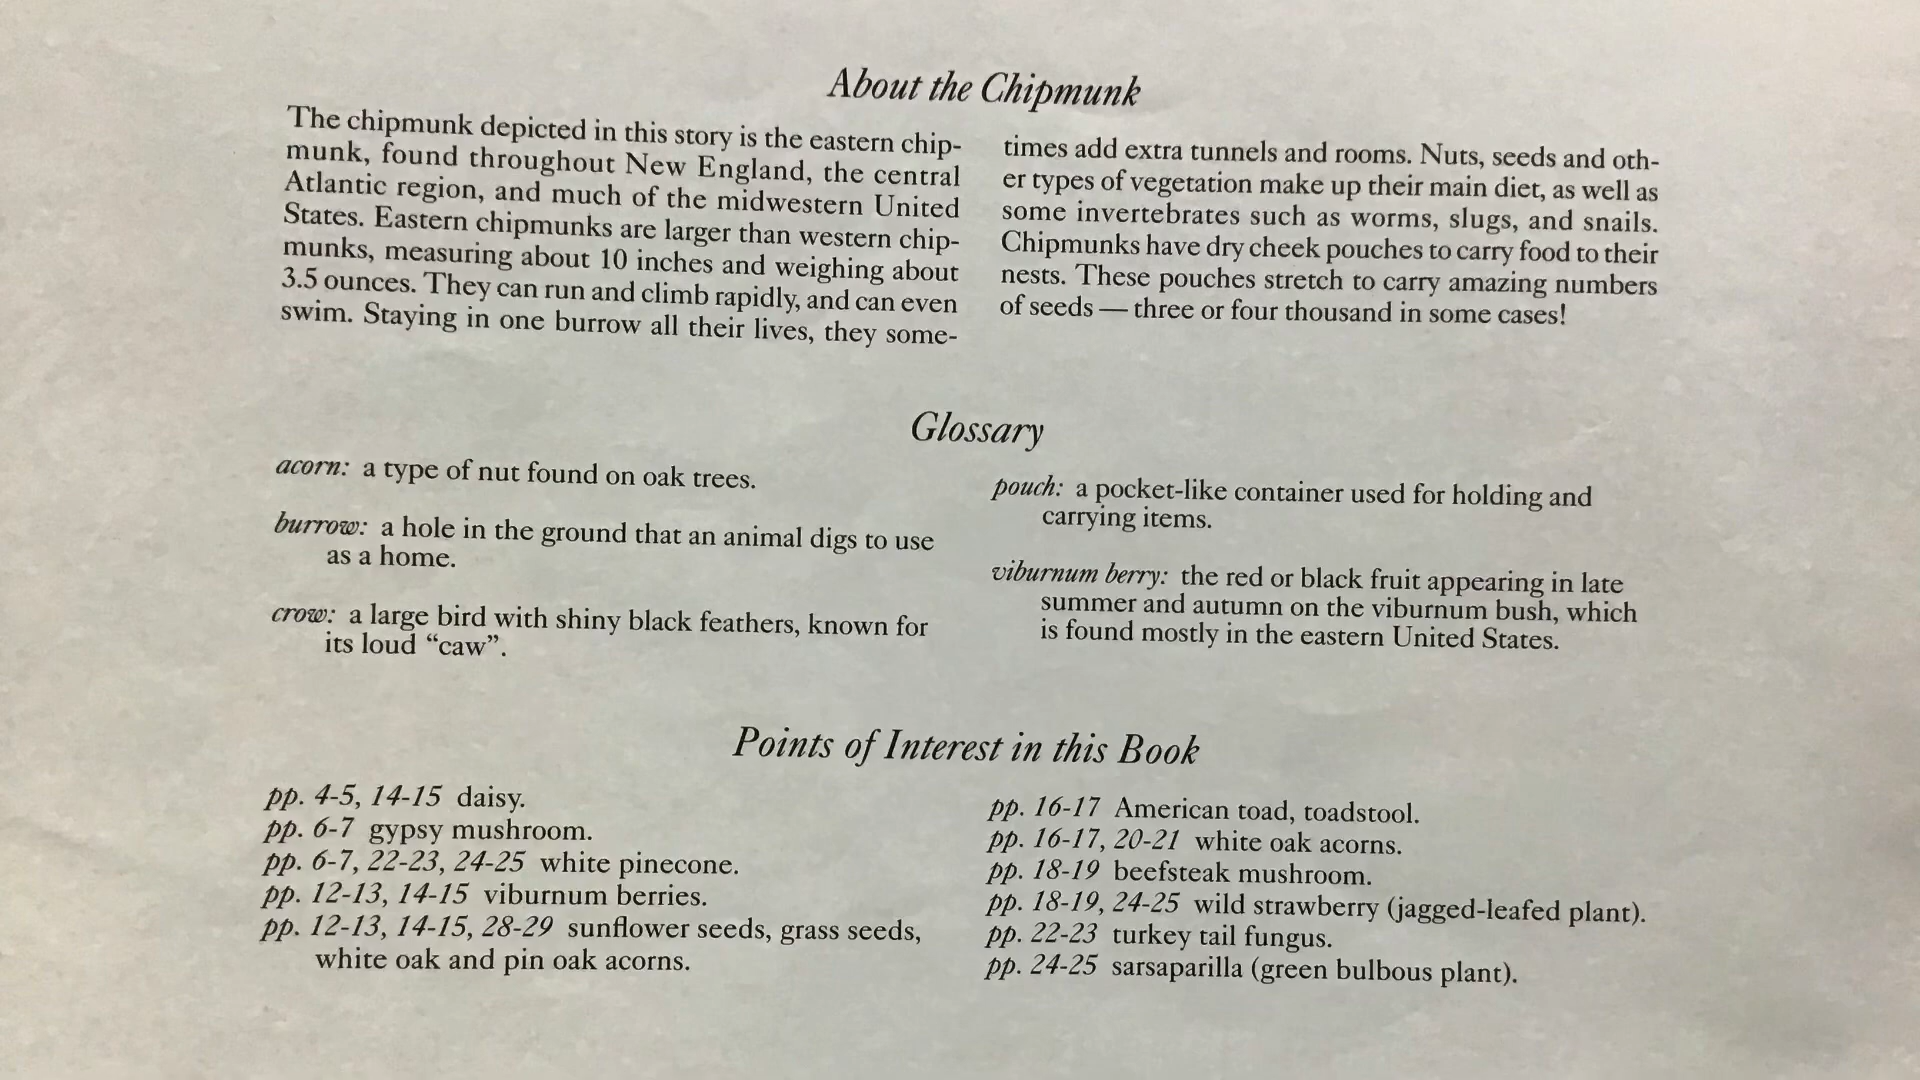 About the Chipmunk
The chipmunk depicted in this story is the eastern chip-
munk, found throughout New England, the central
Atlantic region, and much of the midwestern United
States. Eastern chipmunks are larger than western chip-
munks, measuring about 10 inches and weighing about
3.5 ounces. They can run and climb rapidly, and can even
swim. Staying in one burrow all their lives, they some-
times add extra tunnels and rooms. Nuts, seeds and oth-
er types of vegetation make up their main diet, as well as
some invertebrates such as worms, slugs, and snails.
Chipmunks have dry cheek pouches to carry food to their
nests. These pouches stretch to carry amazing numbers
of seeds — three or four thousand in some cases!
Glossary
acorn: a type of nut found on oak trees.
burrow: a hole in the ground that an animal digs to use
as a home.
crow: a large bird with shiny black feathers, known for
its loud “caw”.
pouch: a pocket-like container used for holding and
carrying items.
viburnum berry: the red or black fruit appearing in late
summer and autumn on the viburnum bush, which
is found mostly in the eastern United States.
Points of Interest in this Book
pp. 4-5, 14-15 daisy.
pp. 6-7 gypsy mushroom.
pp. 6-7, 22-23, 24-25 white pinecone.
pp. 12-13, 14-15 viburnum berries.
pp. 12-13, 14-15, 28-29 sunflower seeds, grass seeds,
white oak and pin oak acorns.
pp. 16-17 American toad, toadstool.
pp. 16-17, 20-21 white oak acorns.
pp. 18-19 beefsteak mushroom.
pp. 18-19, 24-25 wild strawberry (jagged-leafed plant).
pp. 22-23 turkey tail fungus.
pp. 24-25 sarsaparilla (green bulbous plant).